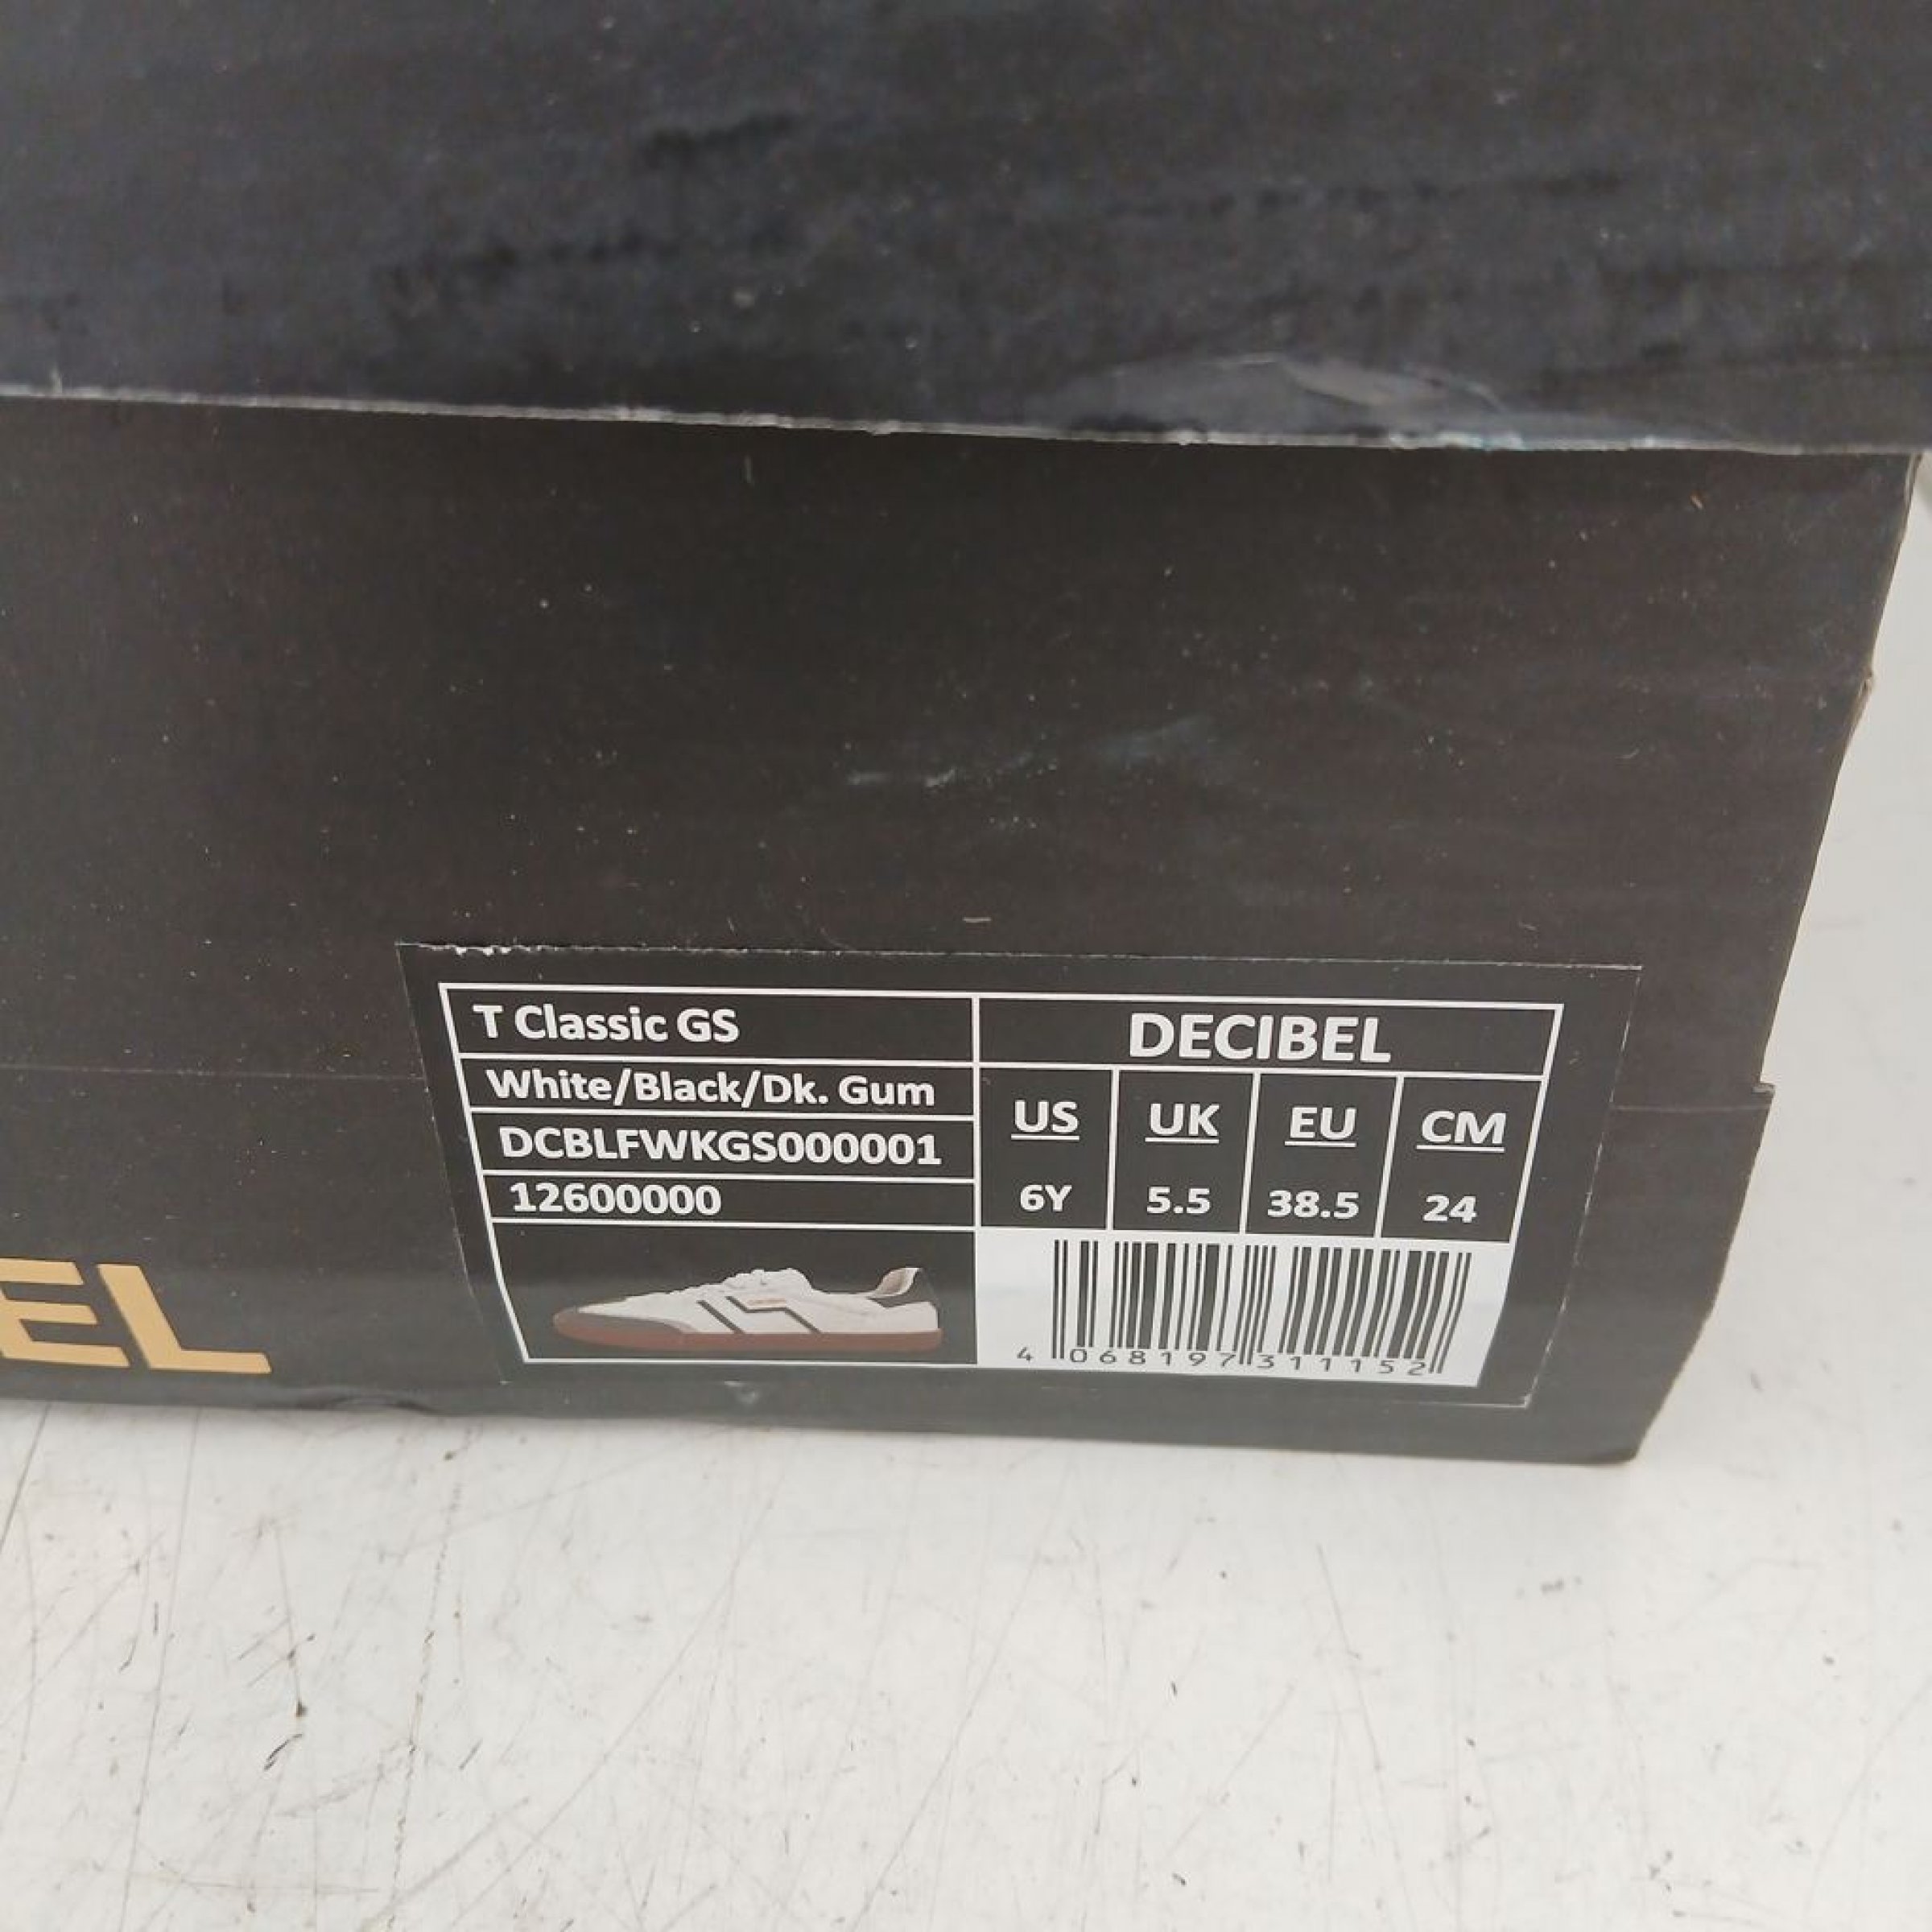 T Classic GS
DECIBEL
White/Black/Dk. Gum
DCBLFWKGS000001
12600000
US UK EU CM
6Y 5.5 38.5 24
4 068197 311152
EL